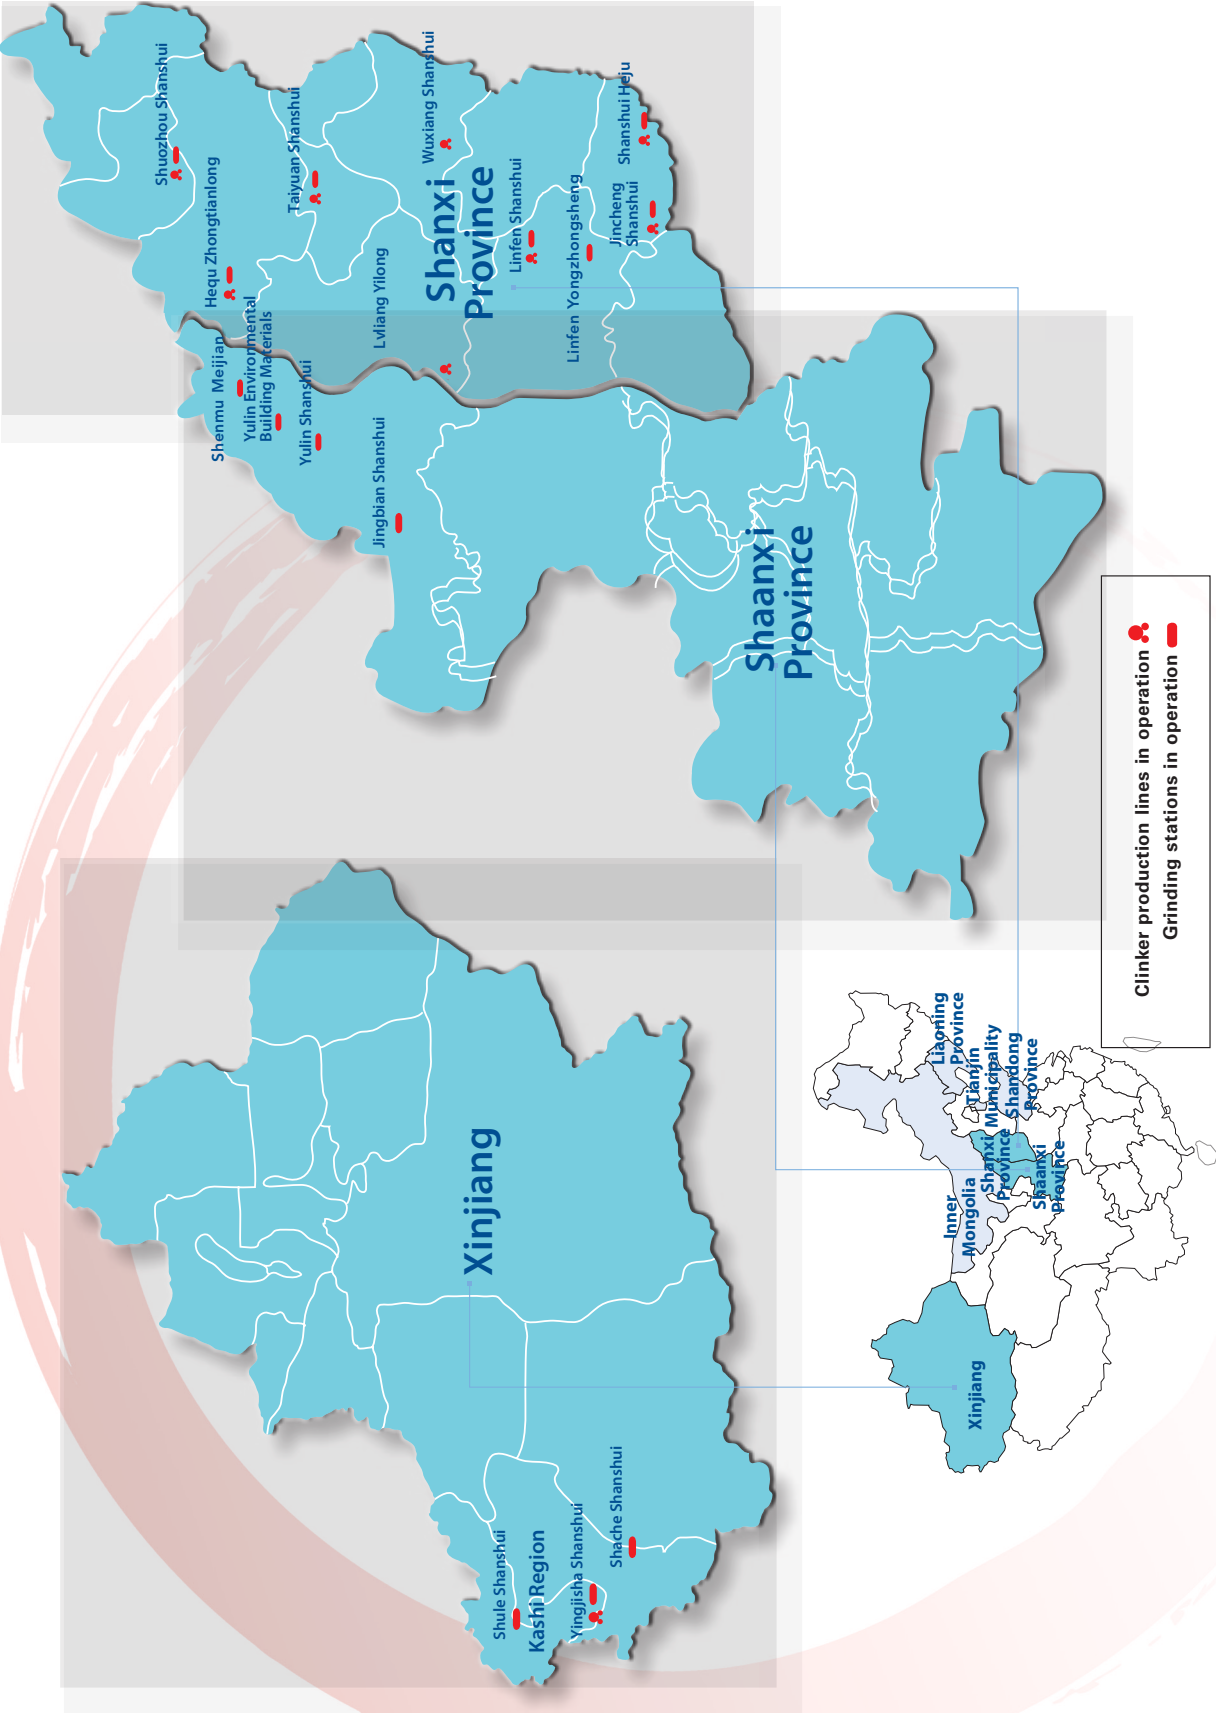 Shuozhou Shanshui
Hequ Zhongtianlong
Taiyuan Shanshui
Lvliang Yilong
Wuxiang Shanshui
Shanxi
Province
Linfen Shanshui
Linfen Yongzhongsheng
Jincheng
Shanshui
Shanshui Heju
Shenmu Meijian
Yulin Environmental
Building Materials
Yulin Shanshui
Jingbian Shanshui
Shaanxi
Province
Xinjiang
Shule Shanshui
Kashi Region
Yingjisha Shanshui
Shache Shanshui
Liaoning
Province
Tianjin
Municipality
Shandong
Province
Shanxi
Province
Shaanxi
Province
Inner
Mongolia
Xinjiang
Clinker production lines in operation
Grinding stations in operation